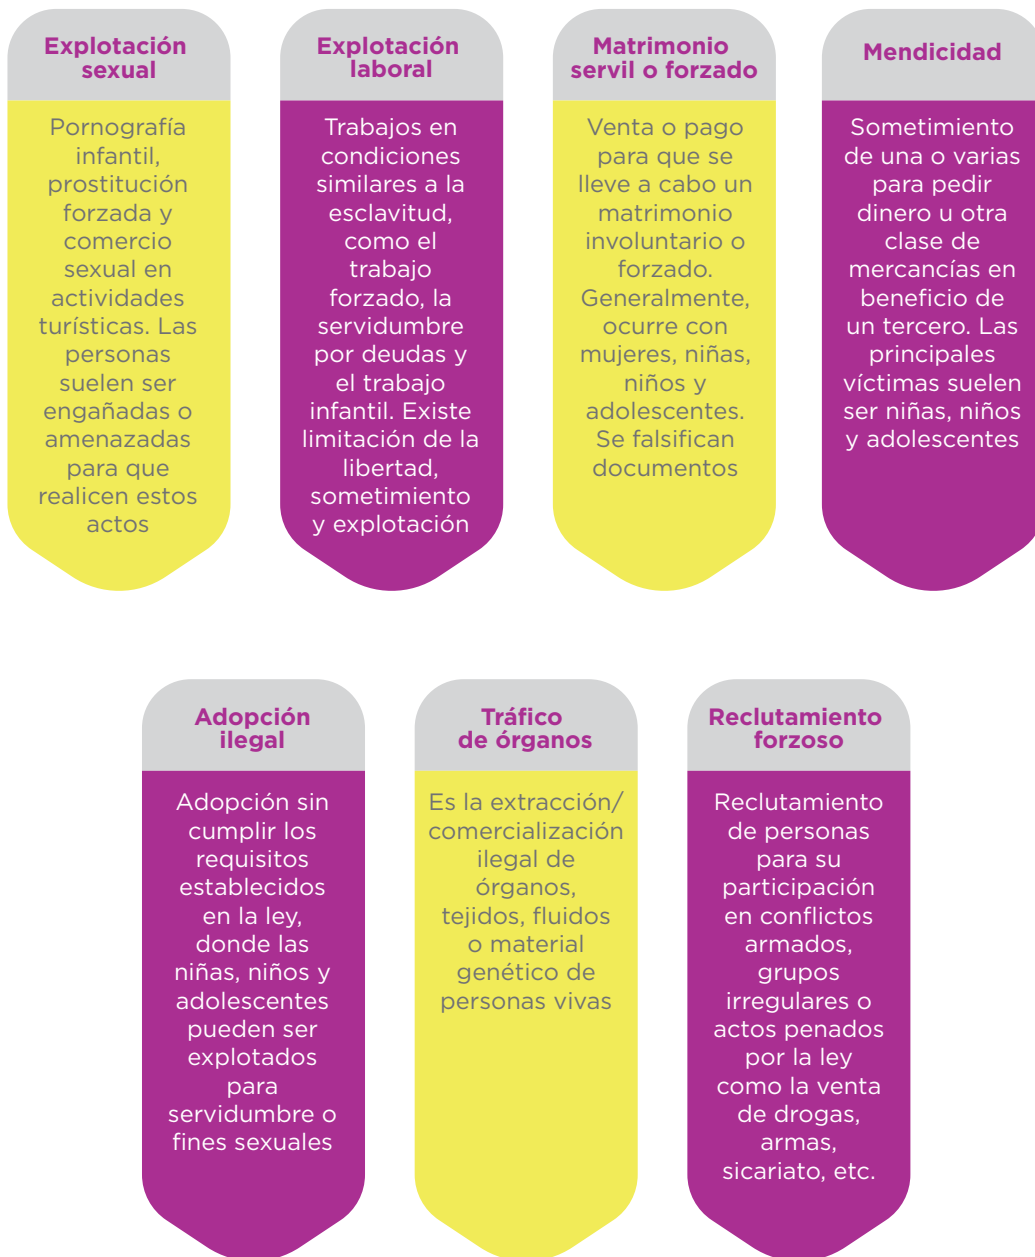 Explotación
sexual
Pornografía
infantil,
prostitución
forzada y
comercio
sexual en
actividades
turísticas. Las
personas
suelen ser
engañadas o
amenazadas
para que
realicen estos
actos
Explotación
laboral
Trabajos en
condiciones
similares a la
esclavitud,
como el
trabajo
forzado, la
servidumbre
por deudas y
el trabajo
infantil. Existe
limitación de la
libertad,
sometimiento
y explotación
Matrimonio
servil o forzado
Venta o pago
para que se
lleve a cabo un
matrimonio
involuntario o
forzado.
Generalmente,
ocurre con
mujeres, niñas,
niños y
adolescentes.
Se falsifican
documentos
Mendicidad
Sometimiento
de una o varias
para pedir
dinero u otra
clase de
mercancías en
beneficio de
un tercero. Las
principales
víctimas suelen
ser niñas, niños
y adolescentes
Adopción
ilegal
Adopción sin
cumplir los
requisitos
establecidos
en la ley,
donde las
niñas, niños y
adolescentes
pueden ser
explotados
para
servidumbre o
fines sexuales
Tráfico
de órganos
Es la extracción/
comercialización
ilegal de
órganos,
tejidos, fluidos
o material
genético de
personas vivas
Reclutamiento
forzoso
Reclutamiento
de personas
para su
participación
en conflictos
armados,
grupos
irregulares o
actos penados
por la ley
como la venta
de drogas,
armas,
sicariato, etc.